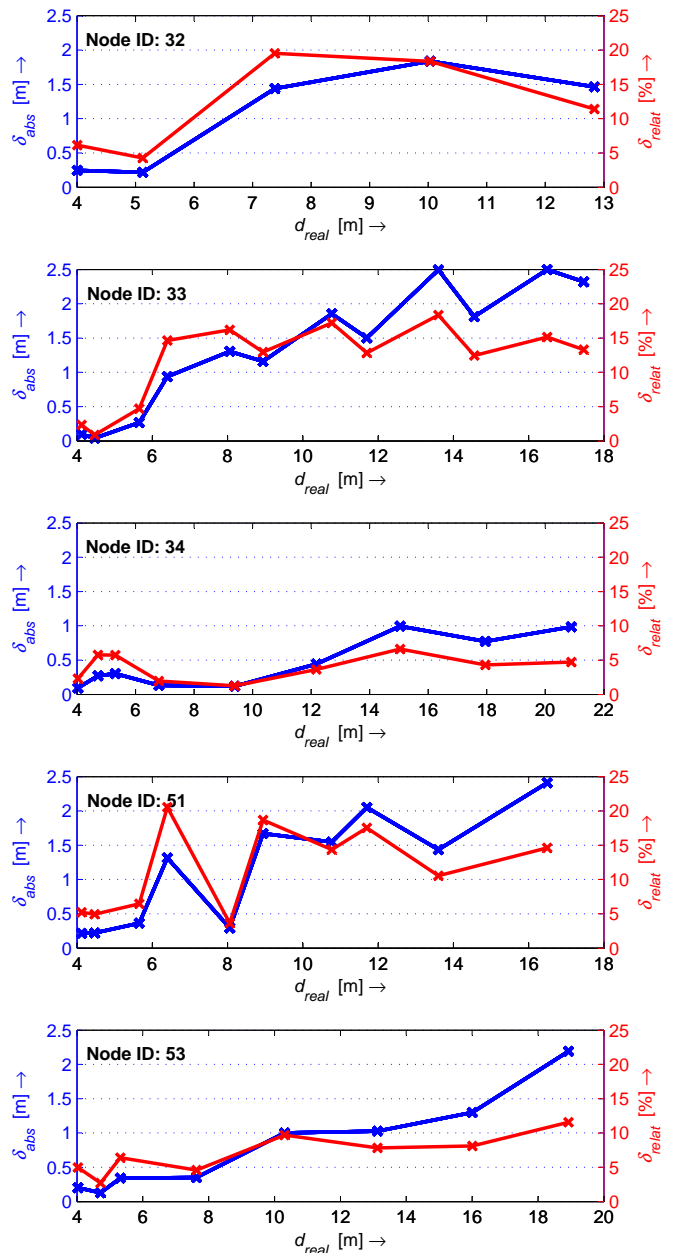 Node ID: 32
2.5
2
1.5
1
0.5
0
25
20
15
10
5
0
4 5 6 7 8 9 10 11 12 13
δabs [m] →
δrelat [%] →
dreal [m] →
Node ID: 33
2.5
2
1.5
1
0.5
0
25
20
15
10
5
0
4 6 8 10 12 14 16 18
δabs [m] →
δrelat [%] →
dreal [m] →
Node ID: 34
2.5
2
1.5
1
0.5
0
25
20
15
10
5
0
4 6 8 10 12 14 16 18 20 22
δabs [m] →
δrelat [%] →
dreal [m] →
Node ID: 51
2.5
2
1.5
1
0.5
0
25
20
15
10
5
0
4 6 8 10 12 14 16 18
δabs [m] →
δrelat [%] →
dreal [m] →
Node ID: 53
2.5
2
1.5
1
0.5
0
25
20
15
10
5
0
4 6 8 10 12 14 16 18 20
δabs [m] →
δrelat [%] →
dreal [m] →